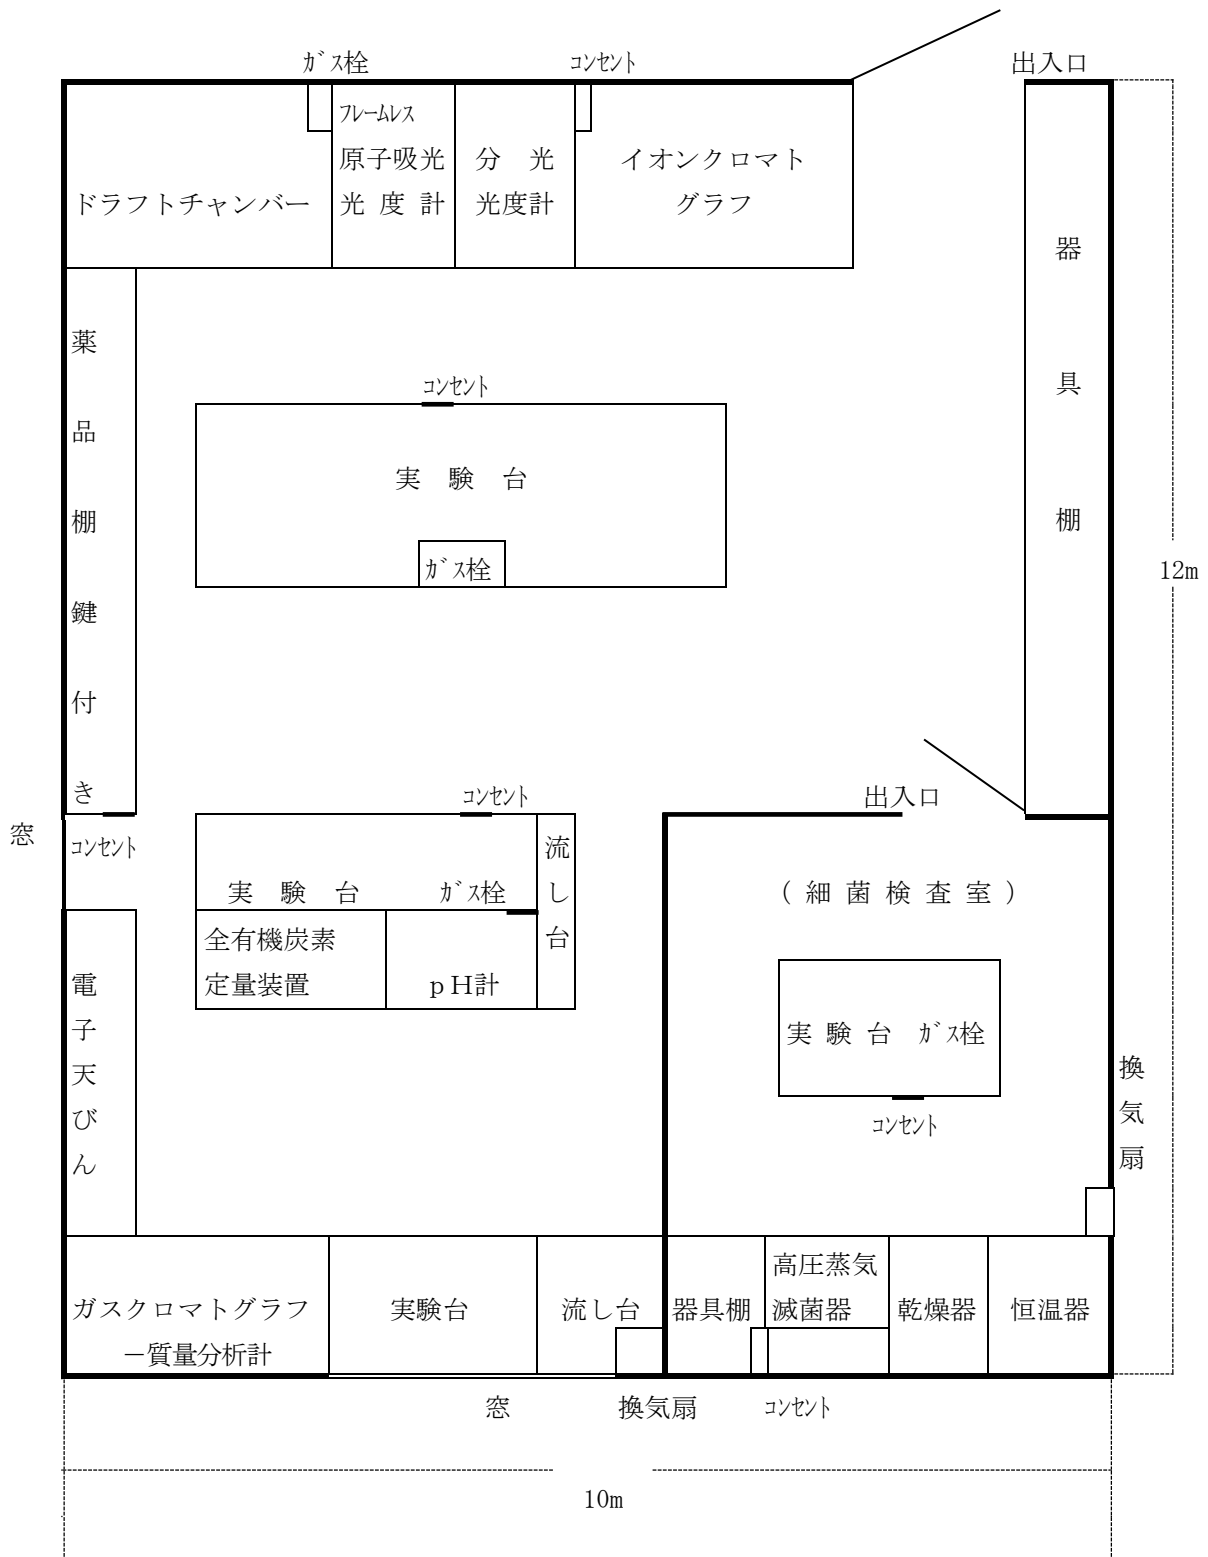 ｶﾞｽ栓
ｺﾝｾﾝﾄ
出入口
ﾌﾚｰﾑﾚｽ
原子吸光
光 度 計
分　光
光度計
イオンクロマト
グラフ
ドラフトチャンバー
器具棚
薬品棚鍵付き
ｺﾝｾﾝﾄ
実　験　台
ｶﾞｽ栓
12m
窓
ｺﾝｾﾝﾄ
ｺﾝｾﾝﾄ
出入口
実　験　台
ｶﾞｽ栓
流し台
全有機炭素
定量装置
ｐＨ計
（細菌検査室）
電子天びん
実 験 台　ｶﾞｽ栓
ｺﾝｾﾝﾄ
換気扇
ガスクロマトグラフ
－質量分析計
実験台
流し台
器具棚
高圧蒸気
滅菌器
乾燥器
恒温器
窓
換気扇
ｺﾝｾﾝﾄ
10m